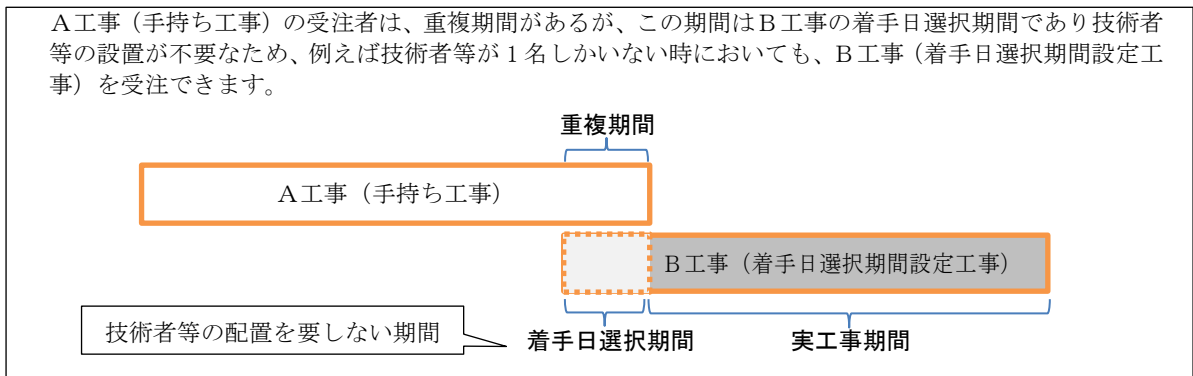 Ａ工事（手持ち工事）の受注者は、重複期間があるが、この期間はＢ工事の着手日選択期間であり技術者
等の設置が不要なため、例えば技術者等が１名しかいない時においても、Ｂ工事（着手日選択期間設定工
事）を受注できます。
重複期間
Ａ工事（手持ち工事）
Ｂ工事（着手日選択期間設定工事）
技術者等の配置を要しない期間
着手日選択期間
実工事期間